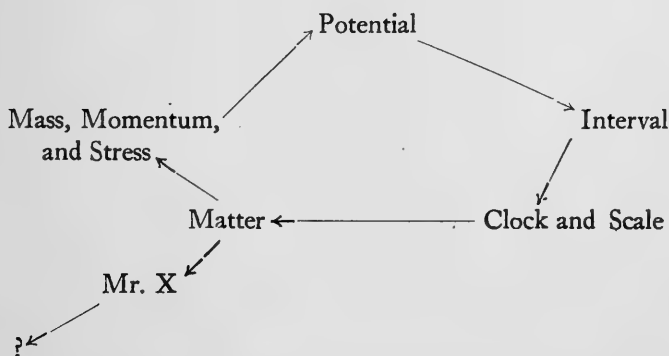 Potential
Mass, Momentum,
and Stress
Interval
Matter
Clock and Scale
Mr. X
?